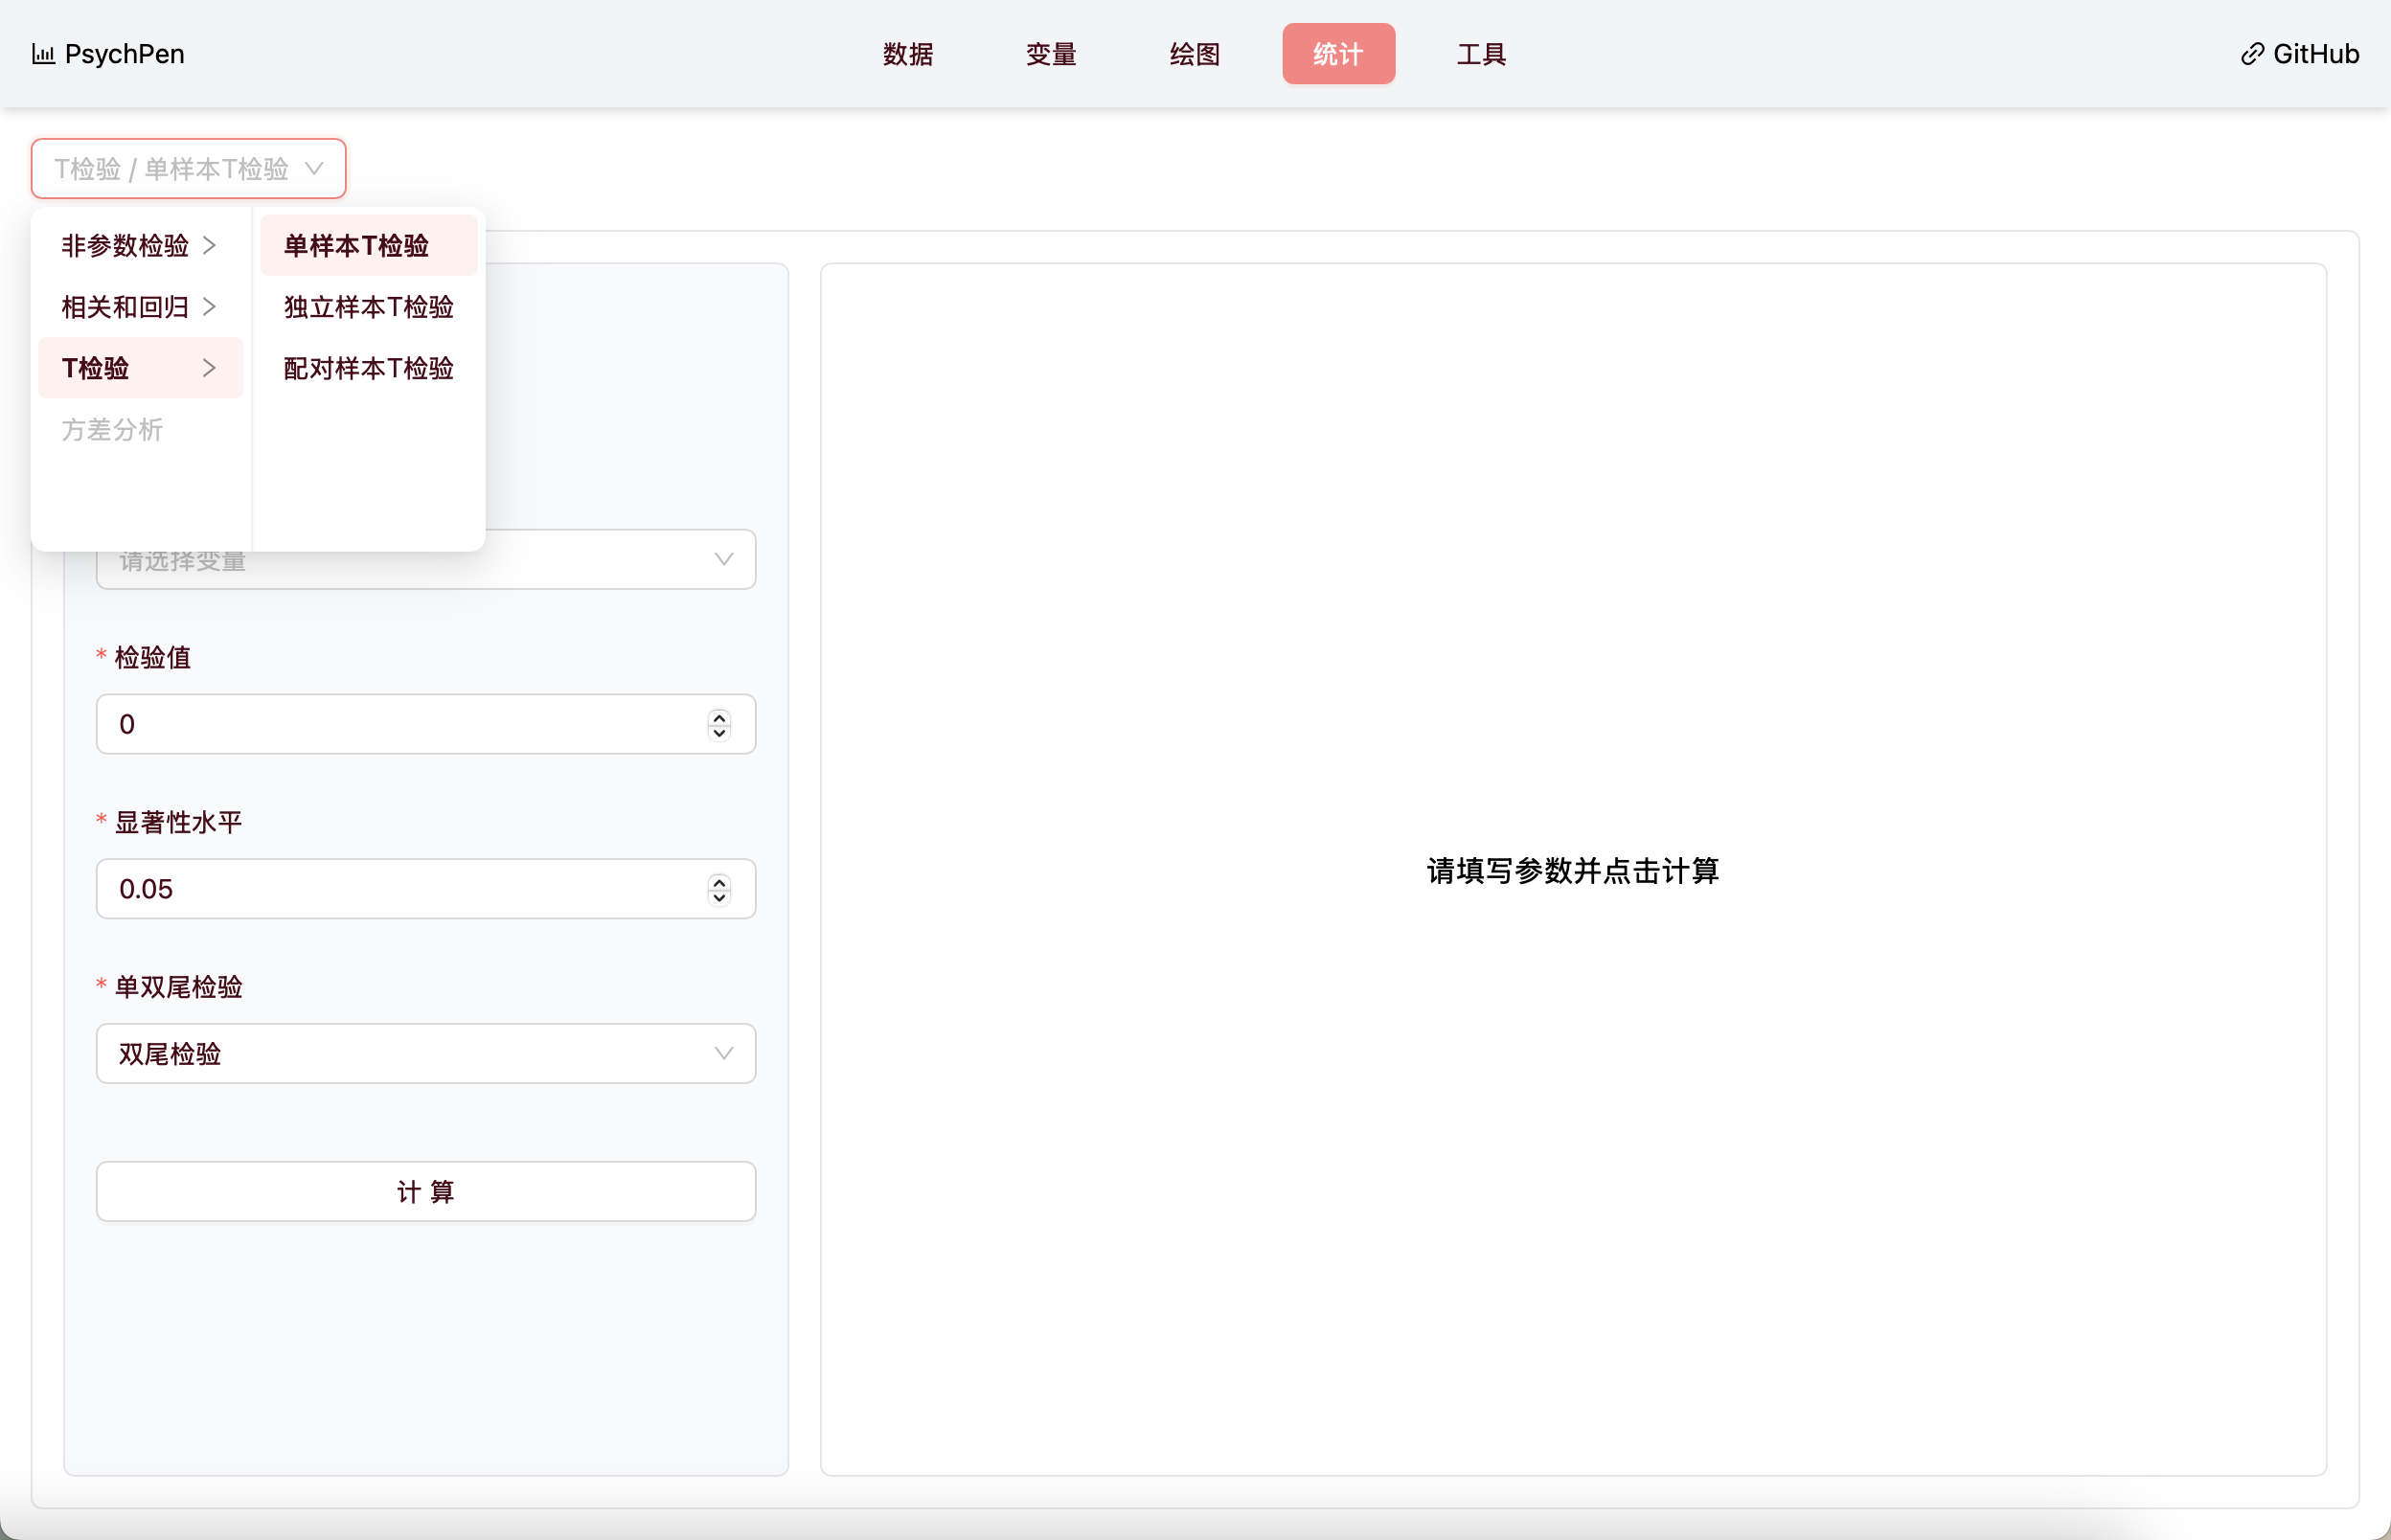 PsychPen
数据
变量
绘图
统计
工具
GitHub
T检验 / 单样本T检验
非参数检验
相关和回归
T检验
方差分析
单样本T检验
独立样本T检验
配对样本T检验
请选择变量
* 检验值
0
* 显著性水平
0.05
* 单双尾检验
双尾检验
计 算
请填写参数并点击计算